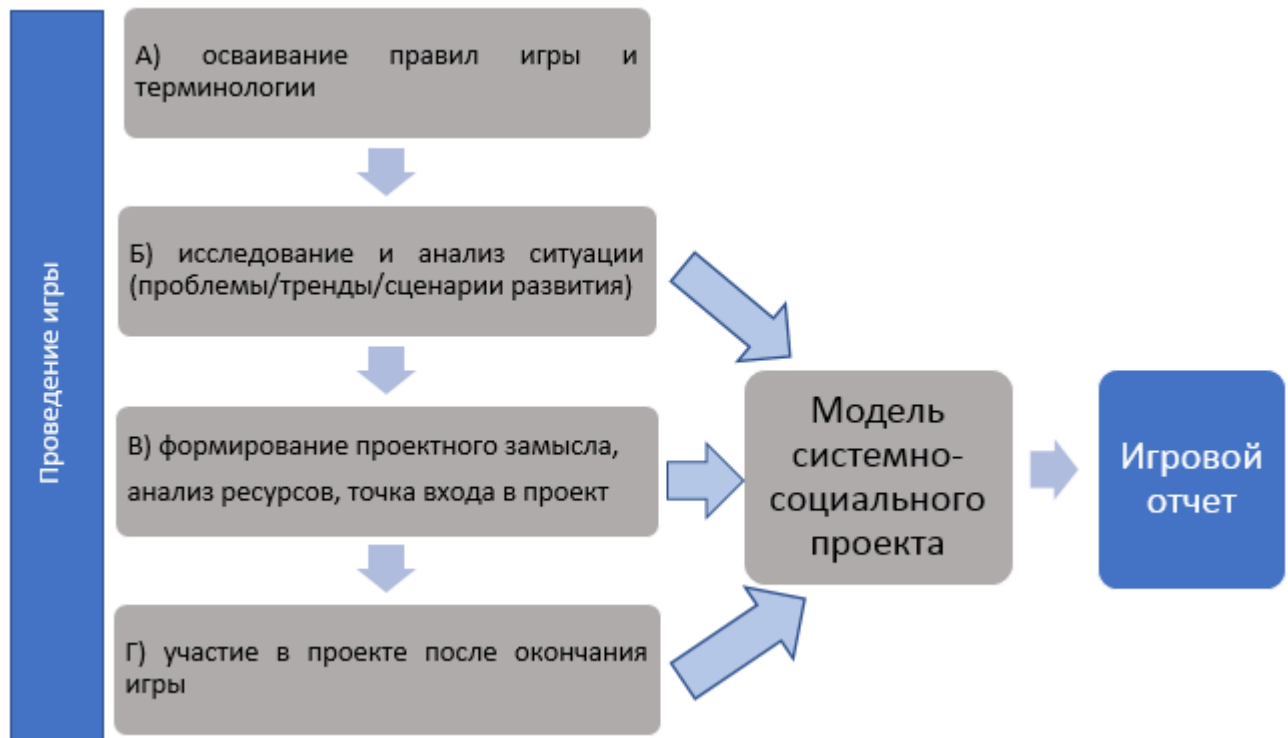 Проведение игры
А) осваивание правил игры и
терминологии
Б) исследование и анализ ситуации
(проблемы/тренды/сценарии развития)
В) формирование проектного замысла,
анализ ресурсов, точка входа в проект
Г) участие в проекте после окончания
игры
Модель
системно-
социального
проекта
Игровой
отчет